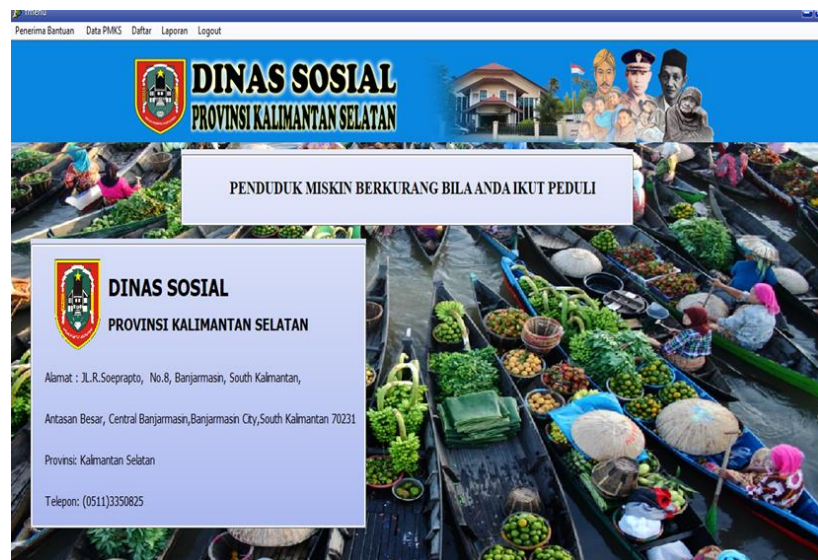 fmenu
Penerima Bantuan Data PMKS Daftar Laporan Logout
DINAS SOSIAL
PROVINSI KALIMANTAN SELATAN
PENDUDUK MISKIN BERKURANG BILA ANDA IKUT PEDULI
DINAS SOSIAL
PROVINSI KALIMANTAN SELATAN
Alamat : JL.R.Soeprapto, No.8, Banjarmasin, South Kalimantan,
Antasan Besar, Central Banjarmasin,Banjarmasin City,South Kalimantan 70231
Provinsi: Kalimantan Selatan
Telepon: (0511)3350825